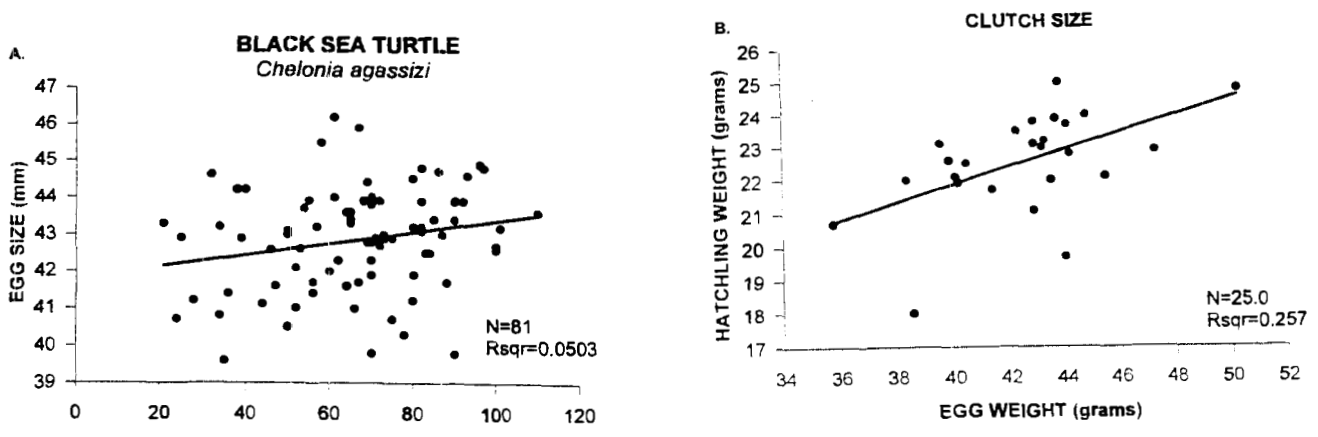 A.
BLACK SEA TURTLE
Chelonia agassizi
EGG SIZE (mm)
47
46
45
44
43
42
41
40
39
0 20 40 60 80 100 120
N=81
Rsqr=0.0503
B.
CLUTCH SIZE
HATCHLING WEIGHT (grams)
26
25
24
23
22
21
20
19
18
17
34 36 38 40 42 44 46 48 50 52
N=25.0
Rsqr=0.257
EGG WEIGHT (grams)